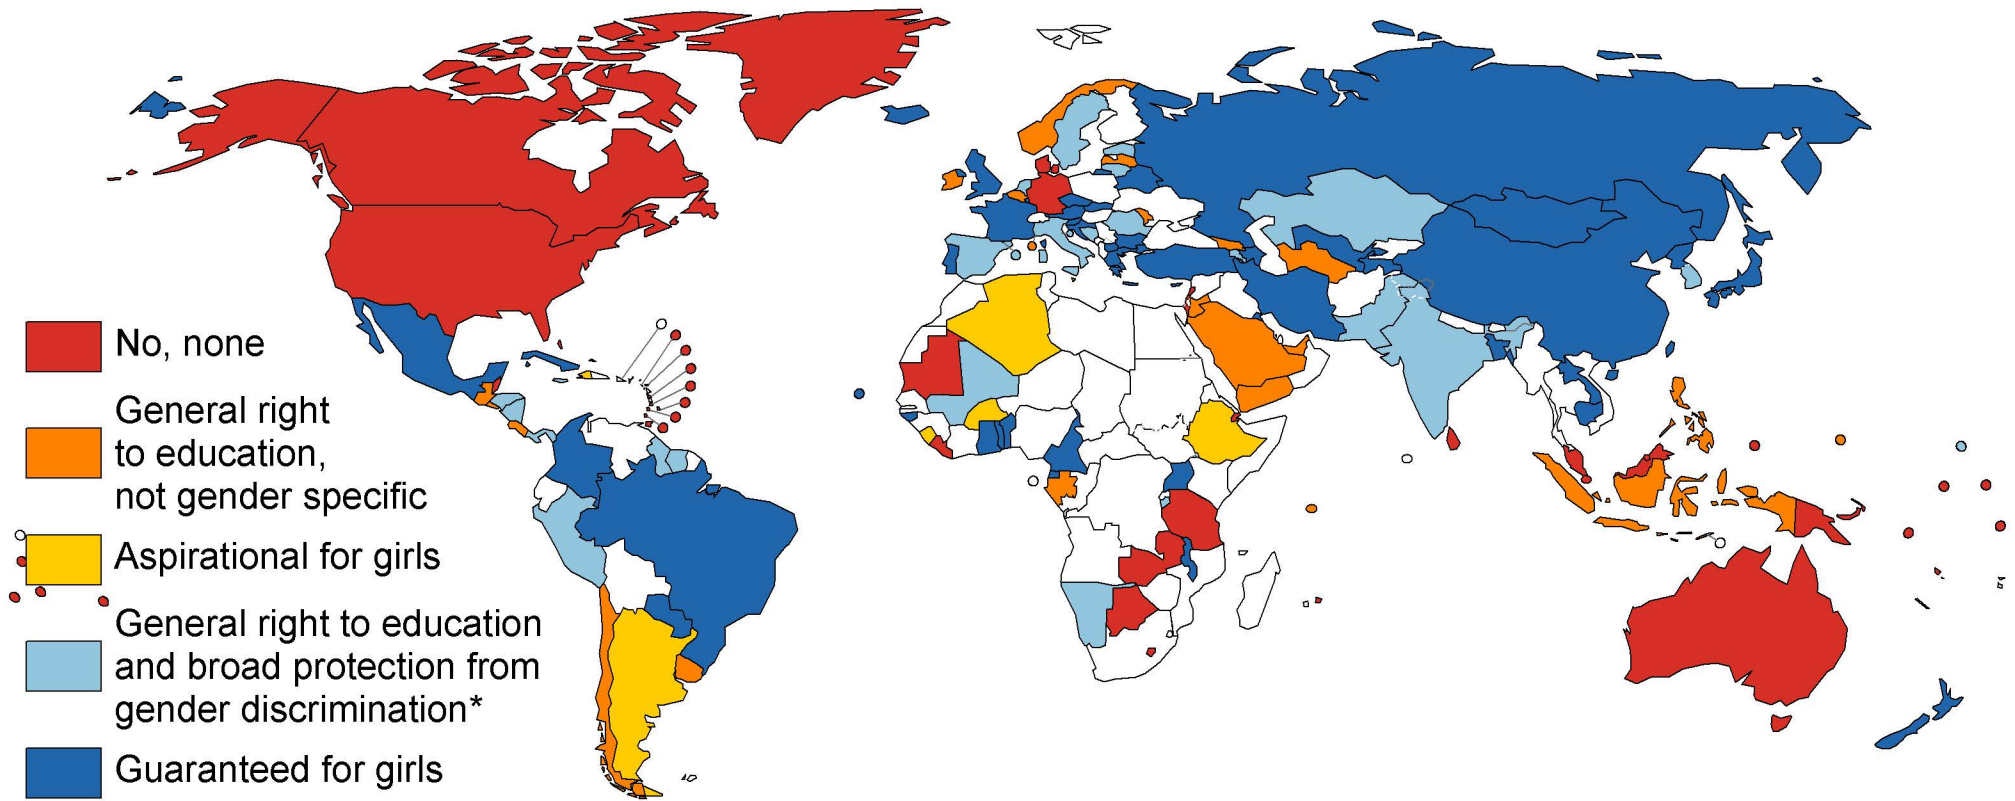 No, none
General right
to education,
not gender specific
Aspirational for girls
General right to education
and broad protection from
gender discrimination*
Guaranteed for girls